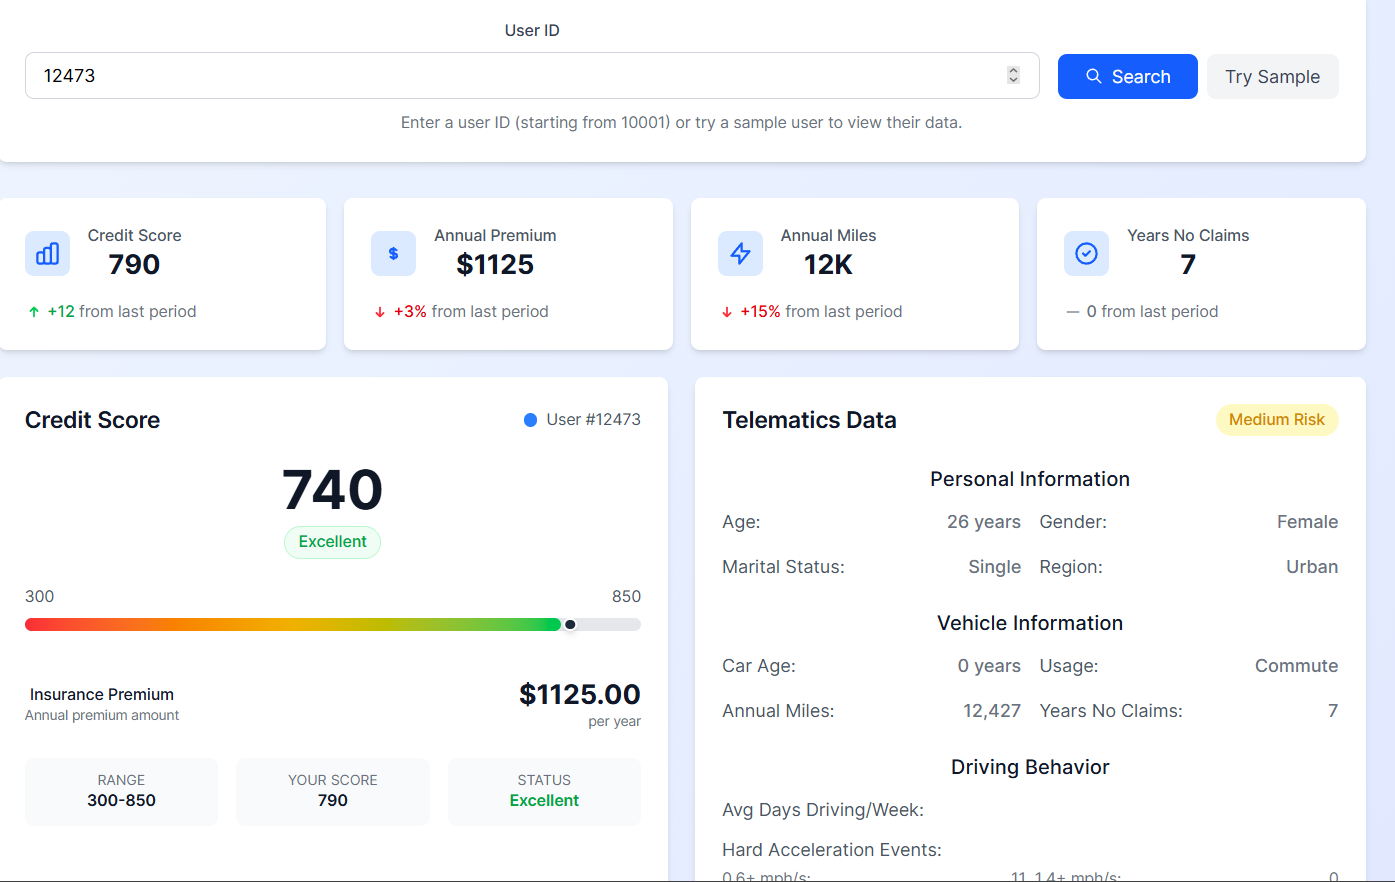 User ID
12473
Search
Try Sample
Enter a user ID (starting from 10001) or try a sample user to view their data.
Credit Score
790
+12 from last period
Annual Premium
$1125
+3% from last period
Annual Miles
12K
+15% from last period
Years No Claims
7
0 from last period
Credit Score
User #12473
740
Excellent
300
850
Insurance Premium
$1125.00
Annual premium amount
per year
RANGE
300-850
YOUR SCORE
790
STATUS
Excellent
Telematics Data
Medium Risk
Personal Information
Age: 26 years Gender: Female
Marital Status: Single Region: Urban
Vehicle Information
Car Age: 0 years Usage: Commute
Annual Miles: 12,427 Years No Claims: 7
Driving Behavior
Avg Days Driving/Week:
Hard Acceleration Events:
0.6+ mph/s: 11 1.4+ mph/s: 0